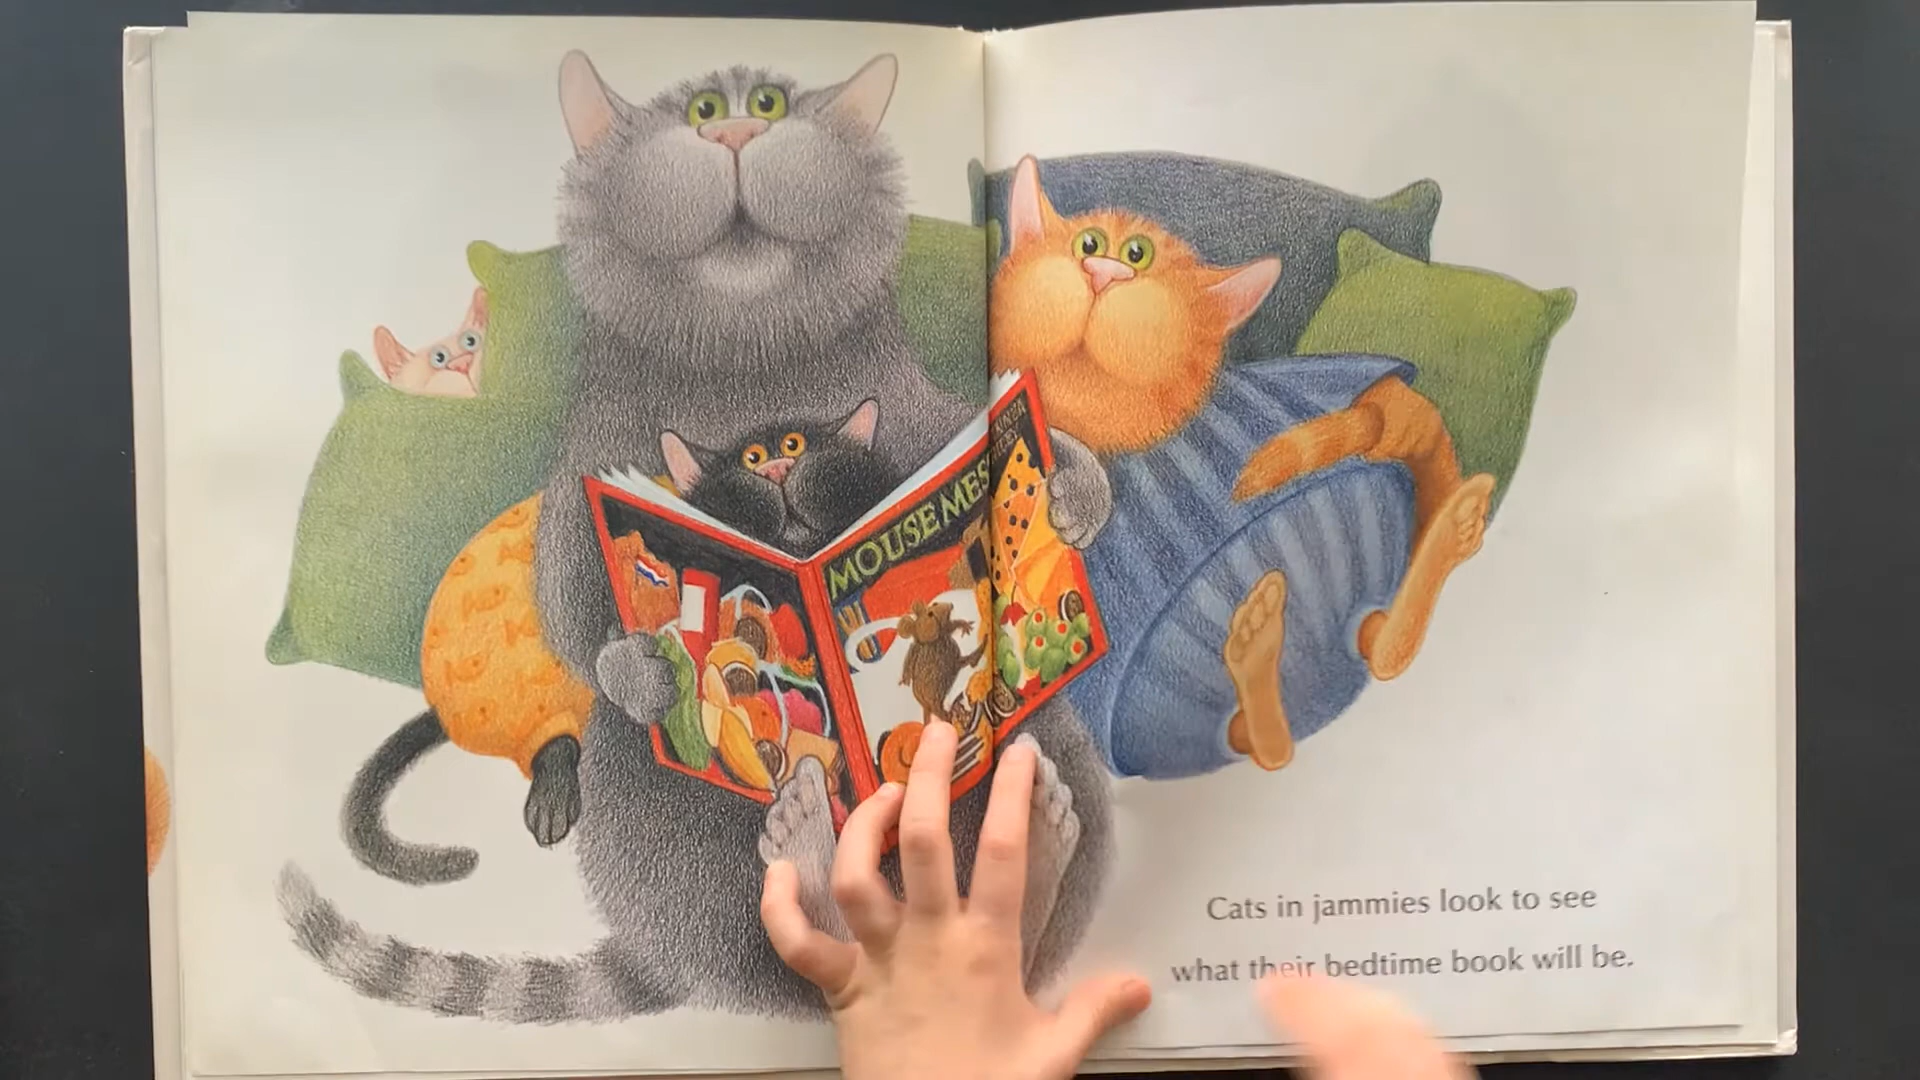 MOUSE MES
Cats in jammies look to see
what their bedtime book will be.